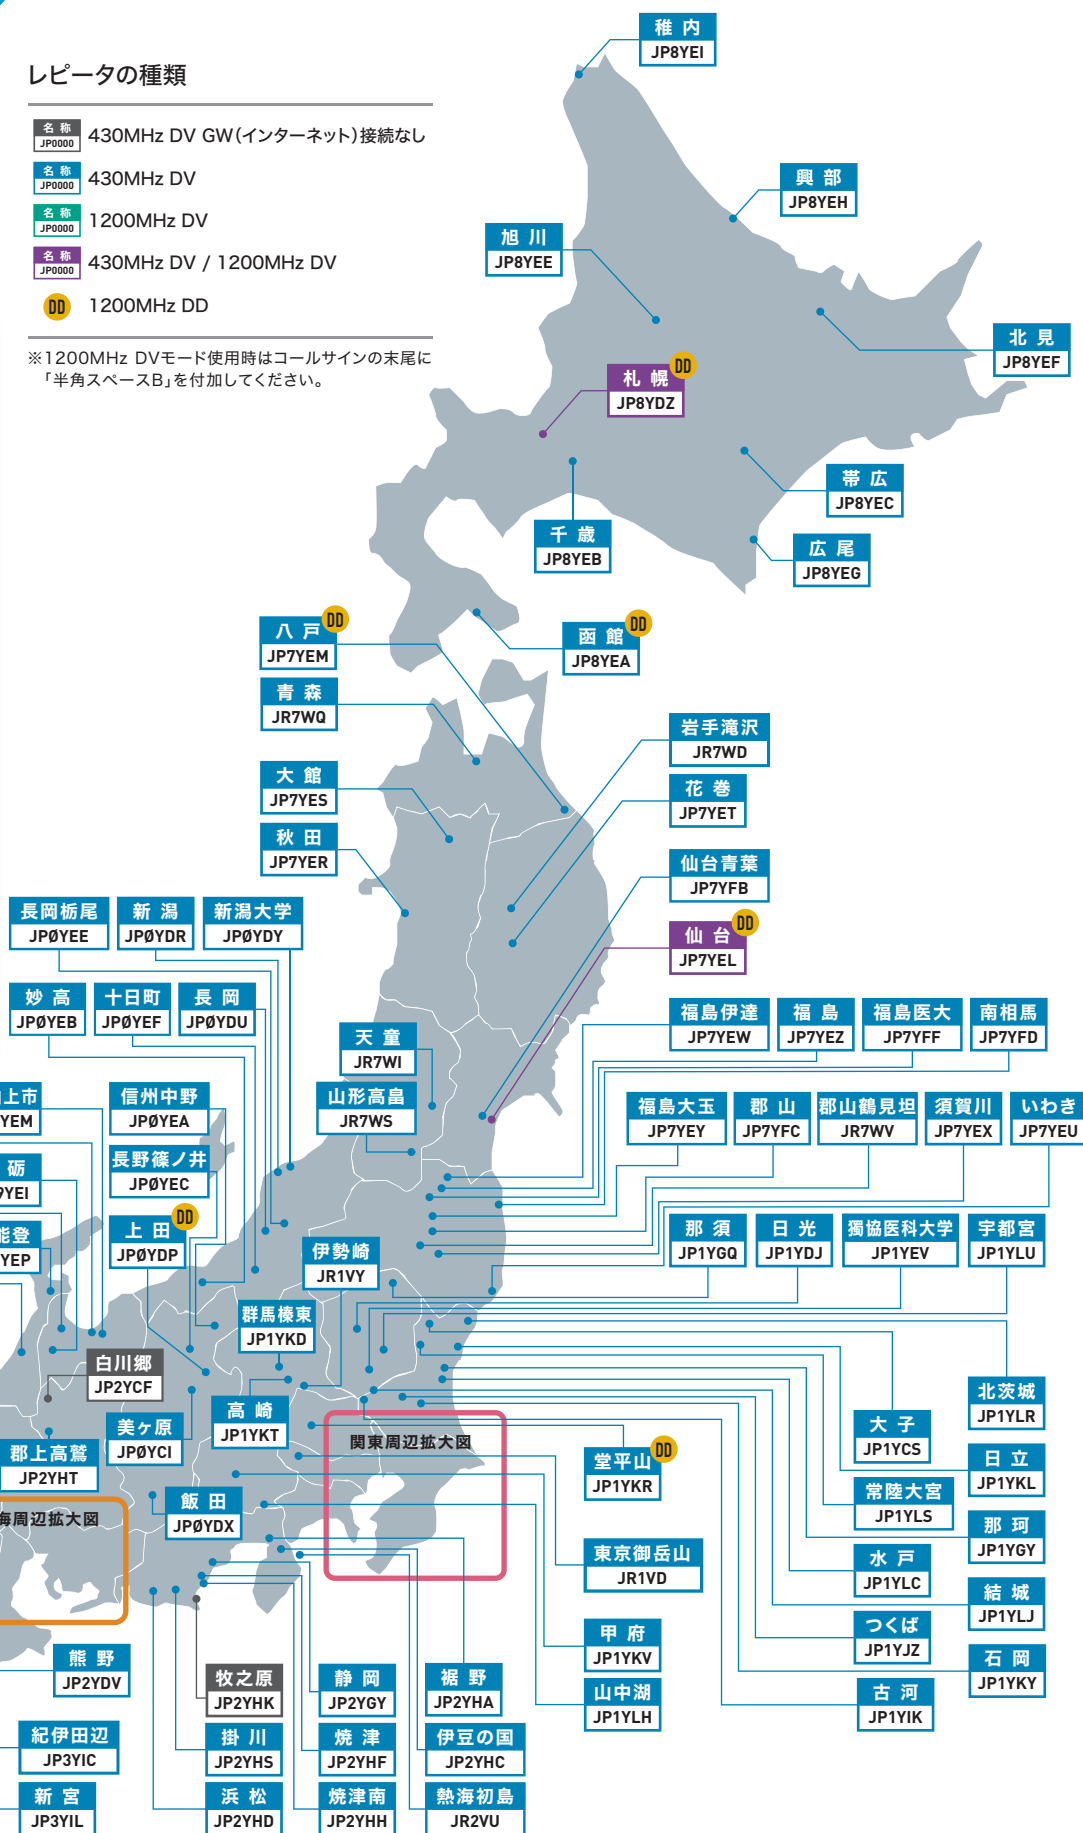 レピータの種類
名 称
JP0000
430MHz DV GW(インターネット)接続なし
名 称
JP0000
430MHz DV
名 称
JP0000
1200MHz DV
名 称
JP0000
430MHz DV / 1200MHz DV
DD
1200MHz DD
※1200MHz DVモード使用時はコールサインの末尾に
「半角スペースB」を付加してください。
稚 内
JP8YEI
興 部
JP8YEH
旭 川
JP8YEE
北 見
JP8YEF
札 幌
DD
JP8YDZ
帯 広
JP8YEC
千 歳
JP8YEB
広 尾
JP8YEG
八 戸
DD
JP7YEM
函 館
DD
JP8YEA
青 森
JR7WQ
岩手滝沢
JR7WD
大 館
JP7YES
花 巻
JP7YET
秋 田
JP7YER
仙台青葉
JP7YFB
仙 台
DD
JP7YEL
長岡栃尾
JPØYEE
新 潟
JPØYDR
新潟大学
JPØYDY
妙 高
JPØYEB
十日町
JPØYEF
長 岡
JPØYDU
天 童
JR7WI
山形高畠
JR7WS
福島伊達
JP7YEW
福 島
JP7YEZ
福島医大
JP7YFF
南相馬
JP7YFD
上市
YEM
信州中野
JPØYEA
福島大玉
JP7YEY
郡 山
JP7YFC
郡山鶴見坦
JR7WV
須賀川
JP7YEX
いわき
JP7YEU
砺
YEI
長野篠ノ井
JPØYEC
能登
YEP
上 田
DD
JPØYDP
伊勢崎
JR1VY
那 須
JP1YGQ
日 光
JP1YDJ
獨協医科大学
JP1YEV
宇都宮
JP1YLU
群馬榛東
JP1YKD
白川郷
JP2YCF
高 崎
JP1YKT
美ヶ原
JPØYCI
郡上高鷲
JP2YHT
関東周辺拡大図
堂平山
DD
JP1YKR
大 子
JP1YCS
北茨城
JP1YLR
日 立
JP1YKL
常陸大宮
JP1YLS
那 珂
JP1YGY
飯 田
JPØYDX
海周辺拡大図
東京御岳山
JR1VD
水 戸
JP1YLC
結 城
JP1YLJ
甲 府
JP1YKV
つくば
JP1YJZ
石 岡
JP1YKY
山中湖
JP1YLH
古 河
JP1YIK
熊 野
JP2YDV
牧之原
JP2YHK
静 岡
JP2YGY
裾 野
JP2YHA
紀伊田辺
JP3YIC
掛 川
JP2YHS
焼 津
JP2YHF
伊豆の国
JP2YHC
新 宮
JP3YIL
浜 松
JP2YHD
焼津南
JP2YHH
熱海初島
JR2VU